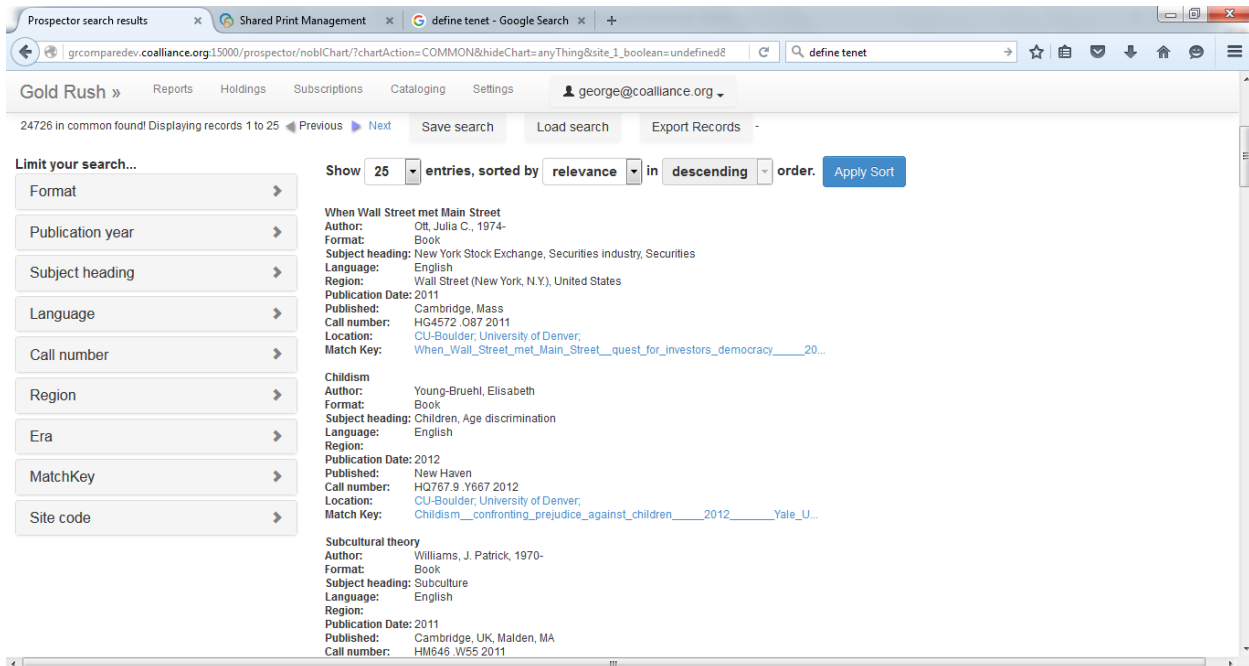 Prospector search results × Shared Print Management × G define tenet - Google Search × +
grcomparedev.coalliance.org:15000/prospector/noblChart/?chartAction=COMMON&hideChart=anyThing&site_1_boolean=undefined& define tenet
Gold Rush » Reports Holdings Subscriptions Cataloging Settings george@coalliance.org
24726 in common found! Displaying records 1 to 25 Previous Next Save search Load search Export Records -
Limit your search...
Format
Publication year
Subject heading
Language
Call number
Region
Era
MatchKey
Site code
Show 25 entries, sorted by relevance in descending order. Apply Sort
When Wall Street met Main Street
Author: Ott, Julia C., 1974-
Format: Book
Subject heading: New York Stock Exchange, Securities industry, Securities
Language: English
Region: Wall Street (New York, N.Y.), United States
Publication Date: 2011
Published: Cambridge, Mass
Call number: HG4572 .O87 2011
Location: CU-Boulder; University of Denver;
Match Key: When_Wall_Street_met_Main_Street__quest_for_investors_democracy_____20...
Childism
Author: Young-Bruehl, Elisabeth
Format: Book
Subject heading: Children, Age discrimination
Language: English
Region:
Publication Date: 2012
Published: New Haven
Call number: HQ767.9 .Y667 2012
Location: CU-Boulder; University of Denver;
Match Key: Childism__confronting_prejudice_against_children_____2012_______Yale_U...
Subcultural theory
Author: Williams, J. Patrick, 1970-
Format: Book
Subject heading: Subculture
Language: English
Region:
Publication Date: 2011
Published: Cambridge, UK, Malden, MA
Call number: HM646 .W55 2011